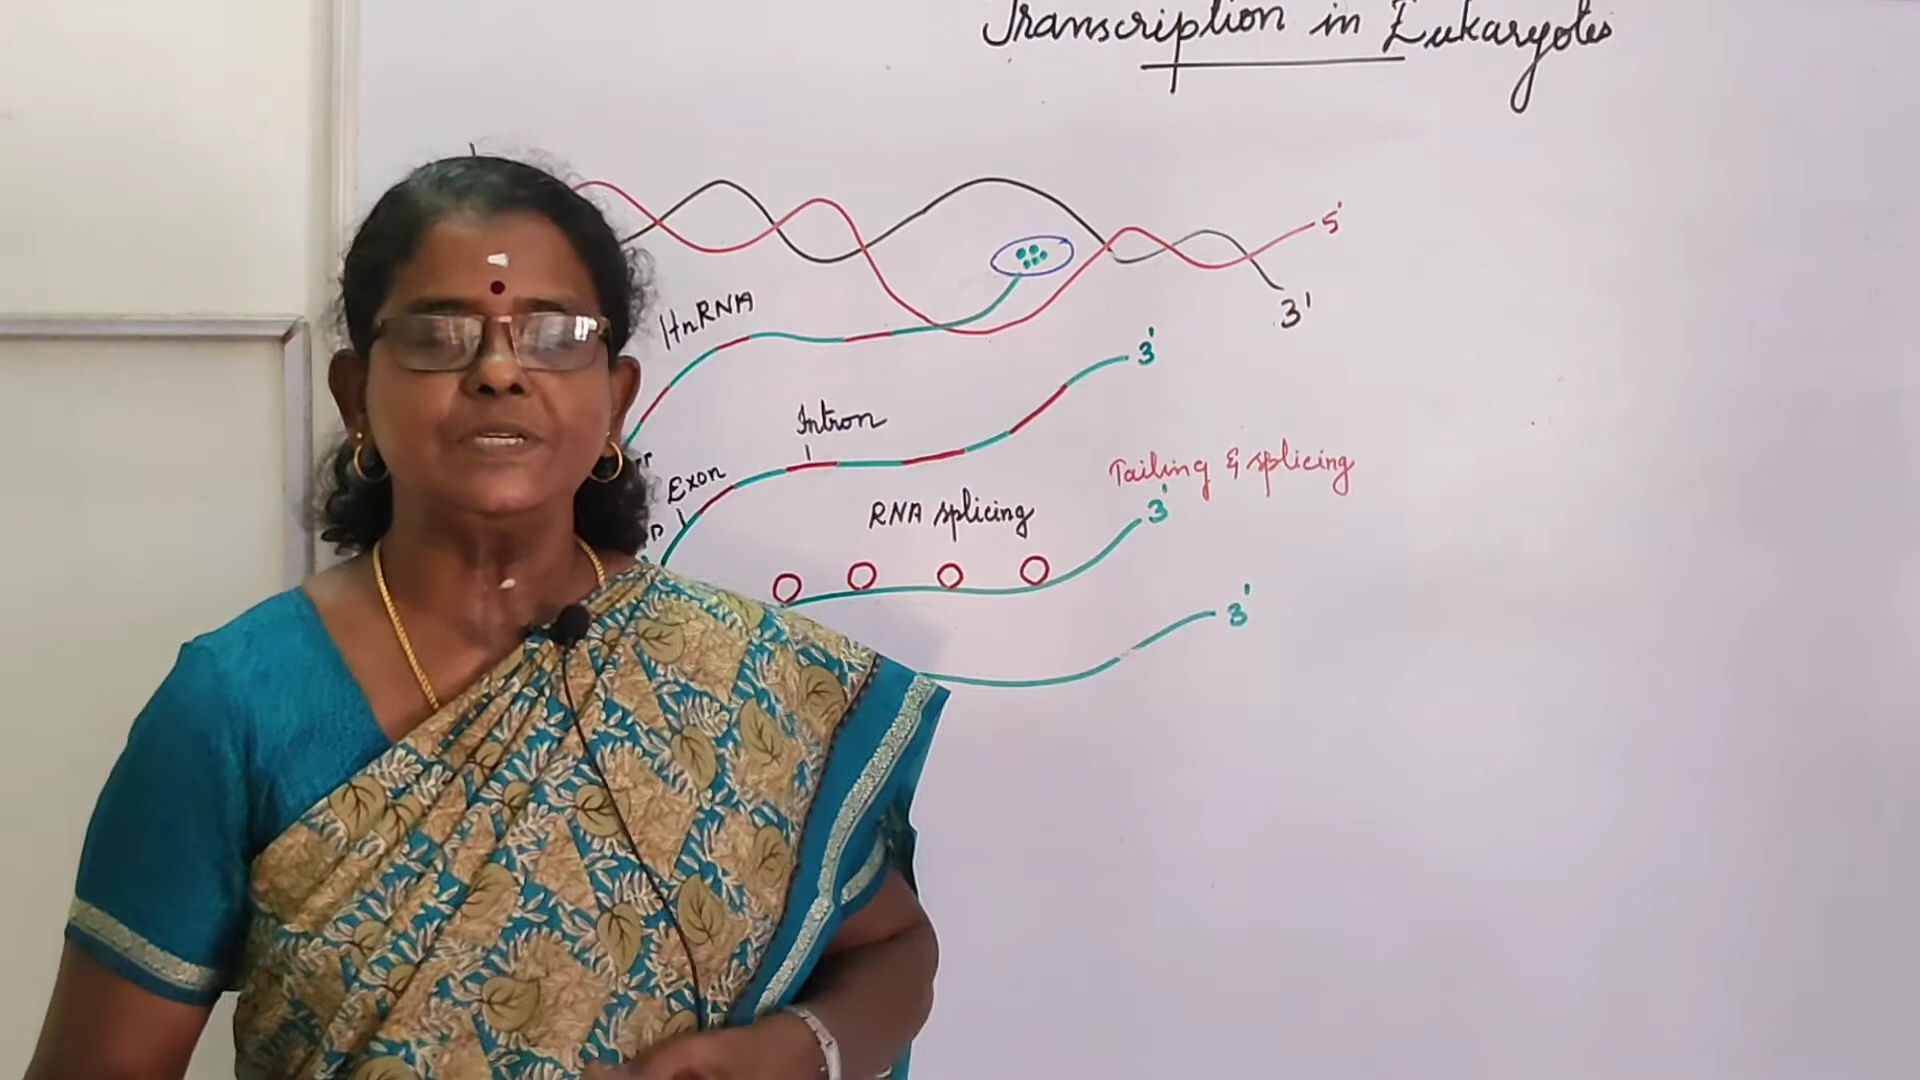 Transcription in Eukaryotes
5'
3'
HnRNA
3'
Intron
Exon
Tailing & splicing
RNA splicing
3'
3'